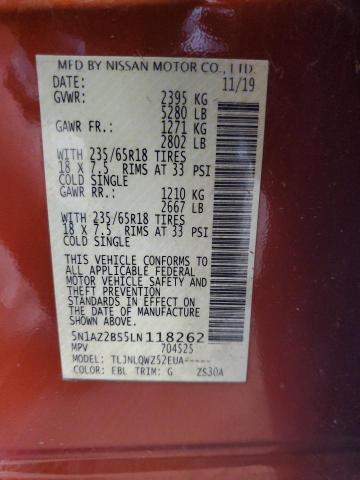 MFD BY NISSAN MOTOR CO., LTD.
DATE: 11/19
GVWR: 2395 KG
5280 LB
GAWR FR.: 1271 KG
2802 LB
WITH 235/65R18 TIRES
18 X 7.5 RIMS AT 33 PSI
COLD SINGLE
GAWR RR.: 1210 KG
2667 LB
WITH 235/65R18 TIRES
18 X 7.5 RIMS AT 33 PSI
COLD SINGLE
THIS VEHICLE CONFORMS TO
ALL APPLICABLE FEDERAL
MOTOR VEHICLE SAFETY
AND THEFT PREVENTION
STANDARDS IN EFFECT ON
THE DATE OF MANUFACTURE
SHOWN ABOVE.
5N1AZ2BS5LN118262
MPV 704525
MODEL: TLJNLQWZ52EUA-----
COLOR: EBL TRIM: G ZS30A